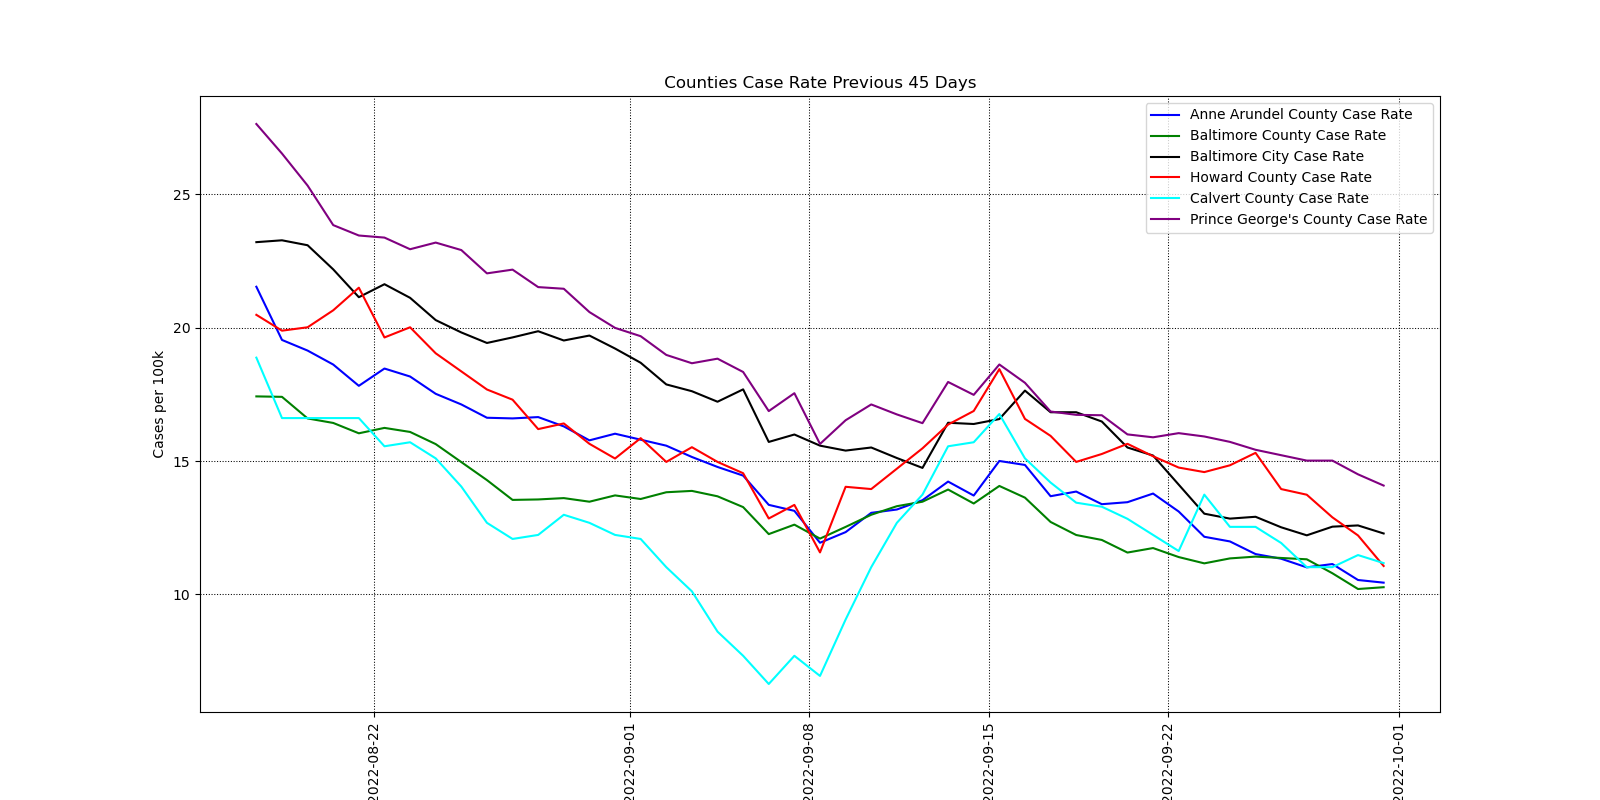 Counties Case Rate Previous 45 Days
Anne Arundel County Case Rate
Baltimore County Case Rate
Baltimore City Case Rate
Howard County Case Rate
Calvert County Case Rate
Prince George's County Case Rate
Cases per 100k
25
20
15
10
2022-08-22
2022-09-01
2022-09-08
2022-09-15
2022-09-22
2022-10-01